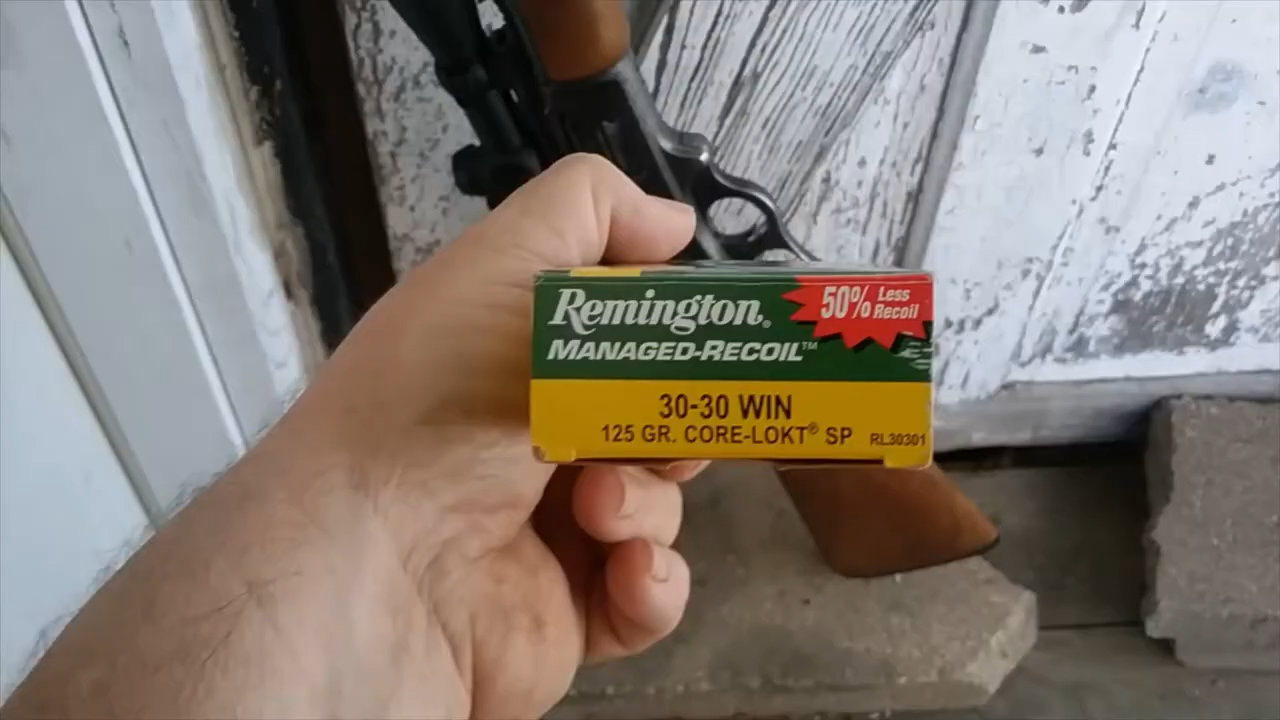 Remington®
MANAGED-RECOIL™
50% Less Recoil
30-30 WIN
125 GR. CORE-LOKT® SP RL30301